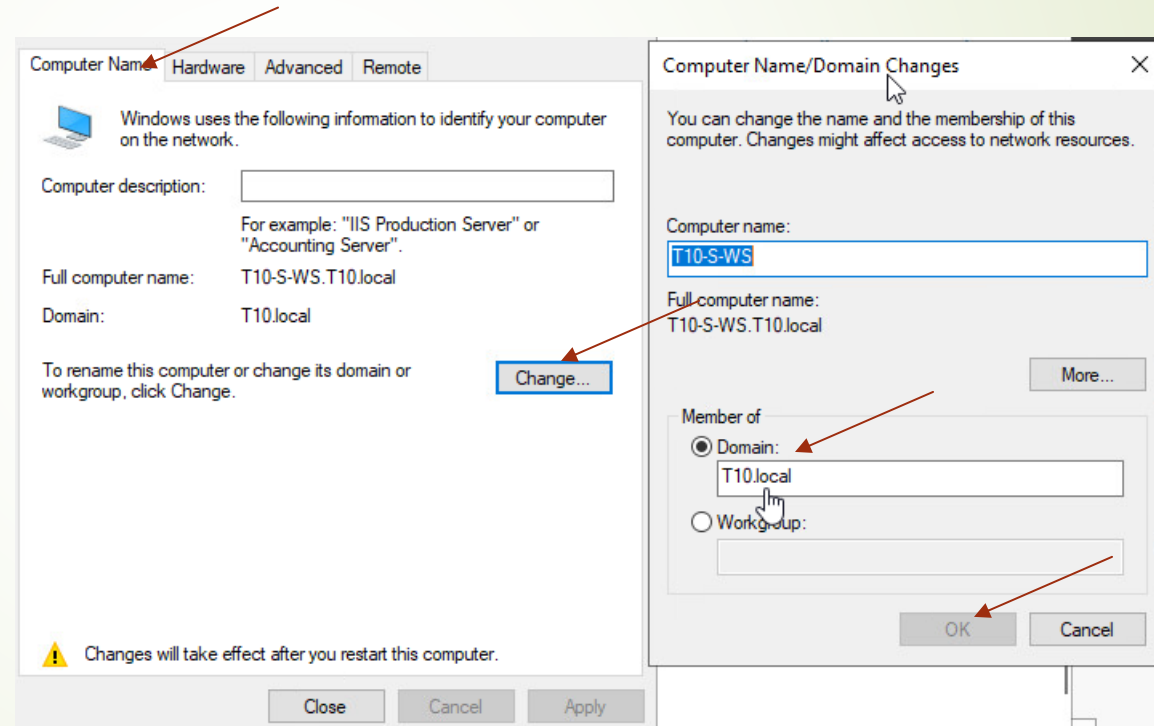 Computer Name
Hardware
Advanced
Remote
Windows uses the following information to identify your computer
on the network.
Computer description:
For example: "IIS Production Server" or
"Accounting Server".
Full computer name:
T10-S-WS.T10.local
Domain:
T10.local
To rename this computer or change its domain or
workgroup, click Change.
Change...
Changes will take effect after you restart this computer.
Close
Cancel
Apply
Computer Name/Domain Changes
You can change the name and the membership of this
computer. Changes might affect access to network resources.
Computer name:
T10-S-WS
Full computer name:
T10-S-WS.T10.local
More...
Member of
Domain:
T10.local
Workgroup:
OK
Cancel